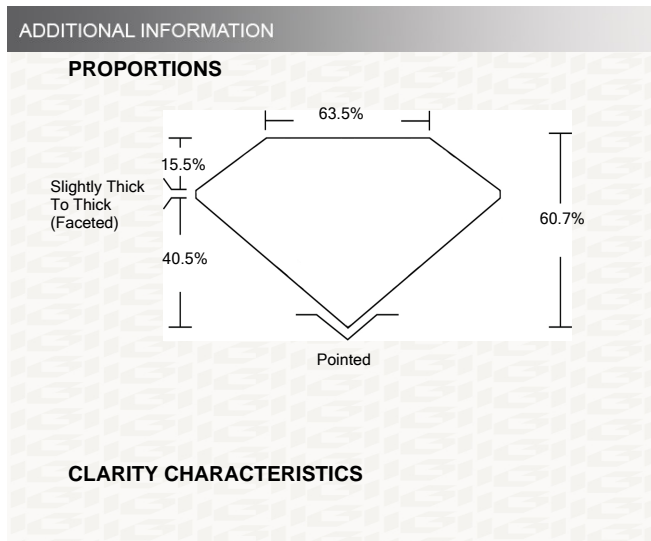 ADDITIONAL INFORMATION
PROPORTIONS
63.5%
15.5%
Slightly Thick
To Thick
(Faceted)
60.7%
40.5%
Pointed
CLARITY CHARACTERISTICS